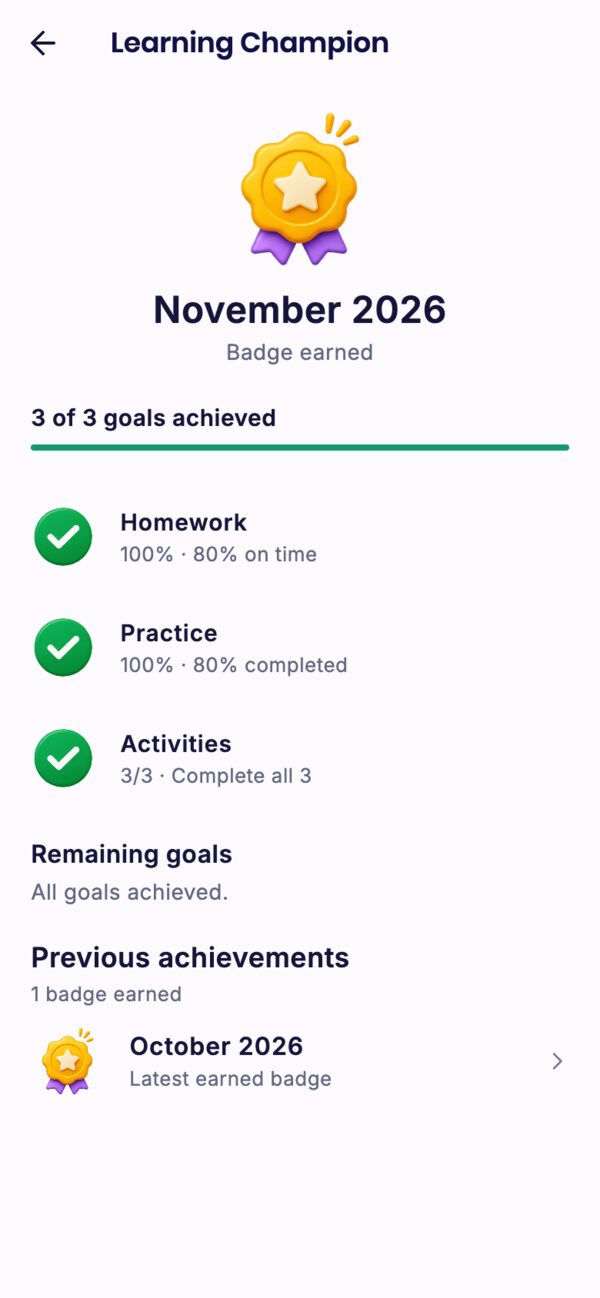 Learning Champion
November 2026
Badge earned
3 of 3 goals achieved
Homework
100% · 80% on time
Practice
100% · 80% completed
Activities
3/3 · Complete all 3
Remaining goals
All goals achieved.
Previous achievements
1 badge earned
October 2026
Latest earned badge